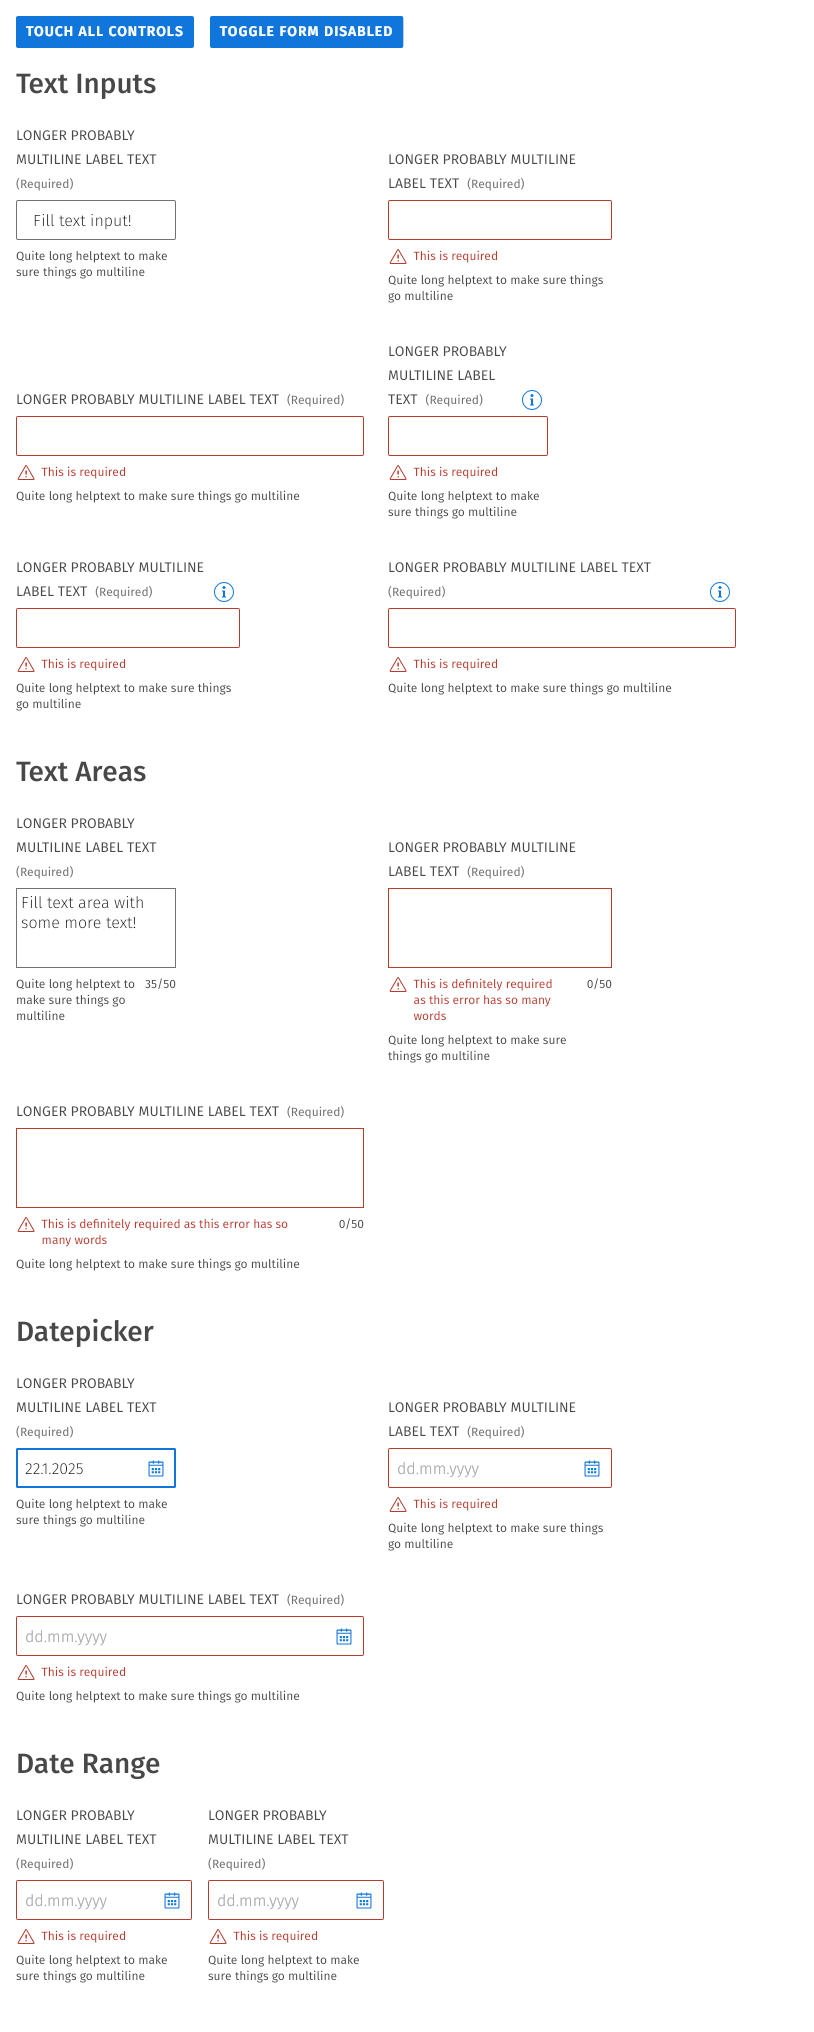 TOUCH ALL CONTROLS
TOGGLE FORM DISABLED
Text Inputs
LONGER PROBABLY
MULTILINE LABEL TEXT
(Required)
Fill text input!
Quite long helptext to make
sure things go multiline
LONGER PROBABLY MULTILINE
LABEL TEXT (Required)
This is required
Quite long helptext to make sure things
go multiline
LONGER PROBABLY MULTILINE LABEL TEXT (Required)
This is required
Quite long helptext to make sure things go multiline
LONGER PROBABLY
MULTILINE LABEL
TEXT (Required)
This is required
Quite long helptext to make
sure things go multiline
LONGER PROBABLY MULTILINE
LABEL TEXT (Required)
This is required
Quite long helptext to make sure things
go multiline
LONGER PROBABLY MULTILINE LABEL TEXT
(Required)
This is required
Quite long helptext to make sure things go multiline
Text Areas
LONGER PROBABLY
MULTILINE LABEL TEXT
(Required)
Fill text area with
some more text!
Quite long helptext to 35/50
make sure things go
multiline
LONGER PROBABLY MULTILINE
LABEL TEXT (Required)
This is definitely required 0/50
as this error has so many
words
Quite long helptext to make sure
things go multiline
LONGER PROBABLY MULTILINE LABEL TEXT (Required)
This is definitely required as this error has so 0/50
many words
Quite long helptext to make sure things go multiline
Datepicker
LONGER PROBABLY
MULTILINE LABEL TEXT
(Required)
22.1.2025
Quite long helptext to make
sure things go multiline
LONGER PROBABLY MULTILINE
LABEL TEXT (Required)
dd.mm.yyyy
This is required
Quite long helptext to make sure things
go multiline
LONGER PROBABLY MULTILINE LABEL TEXT (Required)
dd.mm.yyyy
This is required
Quite long helptext to make sure things go multiline
Date Range
LONGER PROBABLY
MULTILINE LABEL TEXT
(Required)
dd.mm.yyyy
This is required
Quite long helptext to make
sure things go multiline
LONGER PROBABLY
MULTILINE LABEL TEXT
(Required)
dd.mm.yyyy
This is required
Quite long helptext to make
sure things go multiline